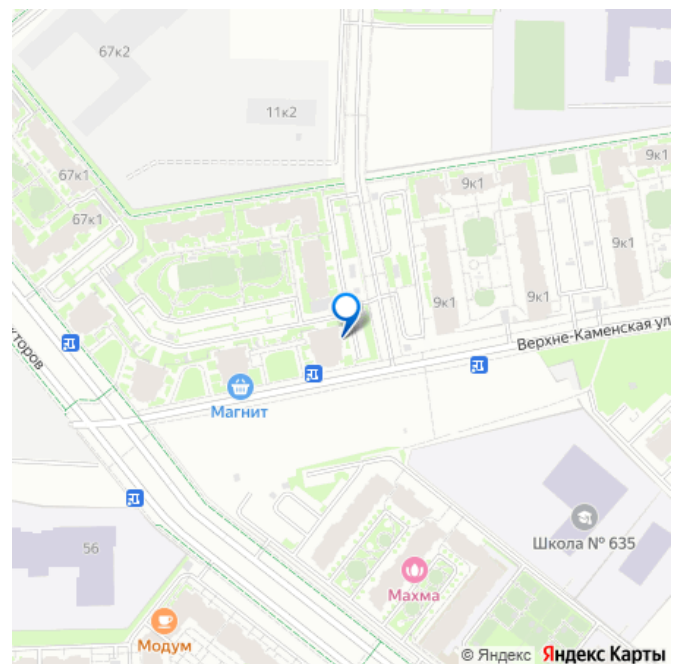 67к2
11к2
67к1
67к1
9к1
9к1
9к1
9к1
9к1
Верхне-Каменская ул
кторов
Магнит
56
Школа № 635
Махма
Модум
© Яндекс Яндекс Карты